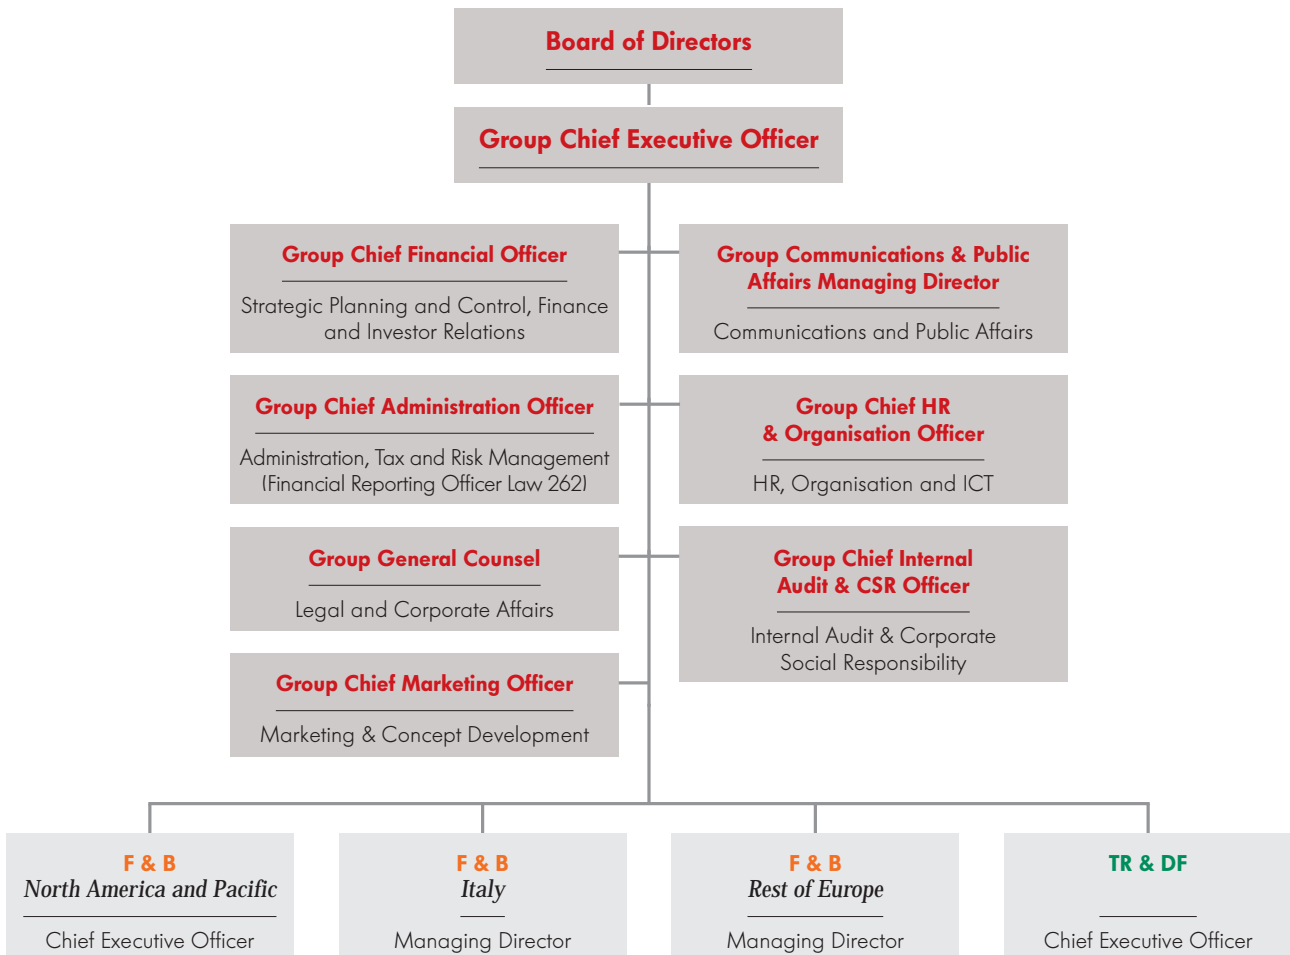 Board of Directors
Group Chief Executive Officer
Group Chief Financial Officer
Strategic Planning and Control, Finance
and Investor Relations
Group Communications & Public
Affairs Managing Director
Communications and Public Affairs
Group Chief Administration Officer
Administration, Tax and Risk Management
(Financial Reporting Officer Law 262)
Group Chief HR
& Organisation Officer
HR, Organisation and ICT
Group General Counsel
Legal and Corporate Affairs
Group Chief Internal
Audit & CSR Officer
Internal Audit & Corporate
Social Responsibility
Group Chief Marketing Officer
Marketing & Concept Development
F & B
North America and Pacific
Chief Executive Officer
F & B
Italy
Managing Director
F & B
Rest of Europe
Managing Director
TR & DF
Chief Executive Officer